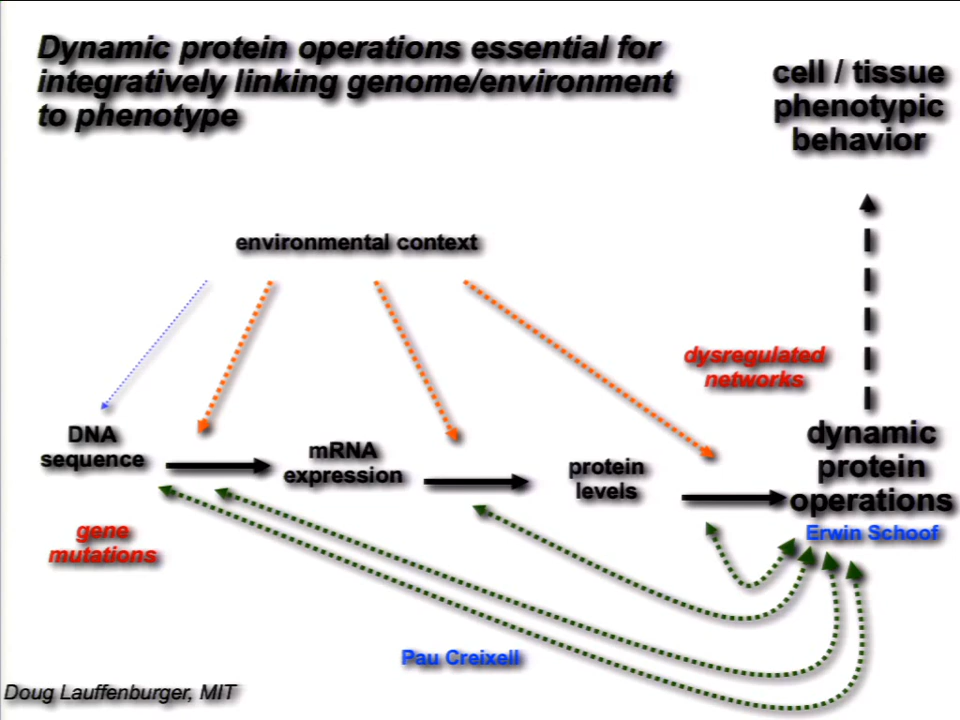 Dynamic protein operations essential for
integratively linking genome/environment
to phenotype
cell / tissue
phenotypic
behavior
environmental context
dysregulated
networks
DNA
sequence
mRNA
expression
protein
levels
dynamic
protein
operations
Erwin Schoof
gene
mutations
Pau Creixell
Doug Lauffenburger, MIT